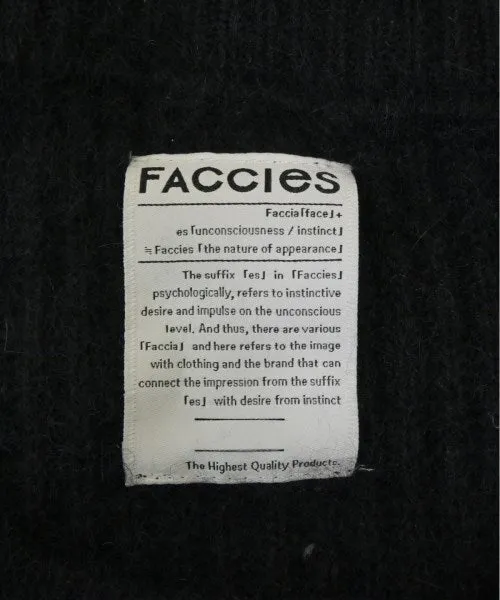 FACCIES
Faccia「face」+
es「unconsciousness / instinct」
≒ Faccies「the nature of appearance」
The suffix 「es」 in 「Faccies」
psychologically, refers to instinctive
desire and impulse on the unconscious
level. And thus, there are various
「Faccia」 and here refers to the image
with clothing and the brand that can
connect the impression from the suffix
「es」 with desire from instinct
The Highest Quality Products.